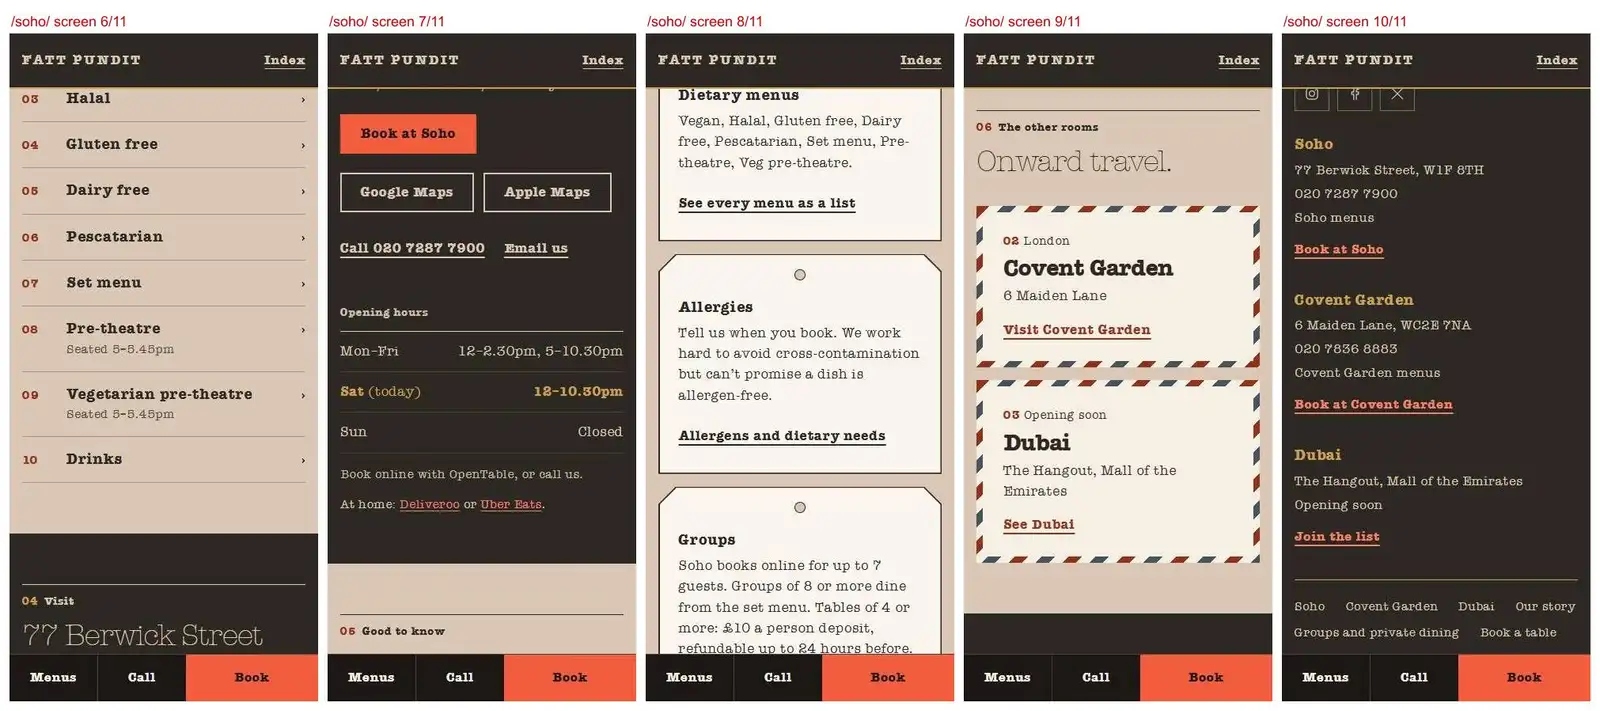 /soho/ screen 6/11
FATT PUNDIT
Index
03 Halal ›
04 Gluten free ›
05 Dairy free ›
06 Pescatarian ›
07 Set menu ›
08 Pre-theatre ›
Seated 5–5.45pm
09 Vegetarian pre-theatre ›
Seated 5–5.45pm
10 Drinks ›
04 Visit
77 Berwick Street
Menus
Call
Book
/soho/ screen 7/11
FATT PUNDIT
Index
Book at Soho
Google Maps
Apple Maps
Call 020 7287 7900
Email us
Opening hours
Mon–Fri 12–2.30pm, 5–10.30pm
Sat (today) 12–10.30pm
Sun Closed
Book online with OpenTable, or call us.
At home: Deliveroo or Uber Eats.
05 Good to know
Menus
Call
Book
/soho/ screen 8/11
FATT PUNDIT
Index
Dietary menus
Vegan, Halal, Gluten free, Dairy
free, Pescatarian, Set menu, Pre-
theatre, Veg pre-theatre.
See every menu as a list
Allergies
Tell us when you book. We work
hard to avoid cross-contamination
but can't promise a dish is
allergen-free.
Allergens and dietary needs
Groups
Soho books online for up to 7
guests. Groups of 8 or more dine
from the set menu. Tables of 4 or
more: £10 a person deposit,
refundable up to 24 hours before.
Menus
Call
Book
/soho/ screen 9/11
FATT PUNDIT
Index
06 The other rooms
Onward travel.
02 London
Covent Garden
6 Maiden Lane
Visit Covent Garden
03 Opening soon
Dubai
The Hangout, Mall of the
Emirates
See Dubai
Menus
Call
Book
/soho/ screen 10/11
FATT PUNDIT
Index
Soho
77 Berwick Street, W1F 8TH
020 7287 7900
Soho menus
Book at Soho
Covent Garden
6 Maiden Lane, WC2E 7NA
020 7836 8883
Covent Garden menus
Book at Covent Garden
Dubai
The Hangout, Mall of the Emirates
Opening soon
Join the list
Soho Covent Garden Dubai Our story
Groups and private dining Book a table
Menus
Call
Book